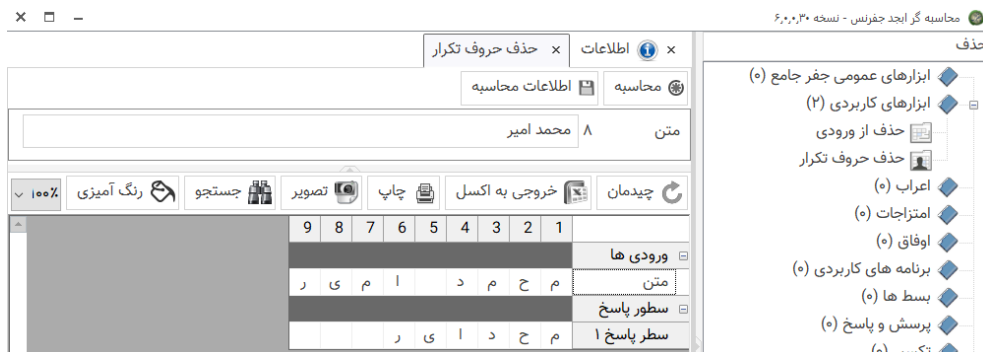 محاسبه گر ابجد جفرنس - نسخه ۶,۰,۰,۳۰
حذف
ابزارهای عمومی جفر جامع (۰)
ابزارهای کاربردی (۲)
حذف از ورودی
حذف حروف تکرار
اعراب (۰)
امتزاجات (۰)
اوفاق (۰)
برنامه های کاربردی (۰)
بسط ها (۰)
پرسش و پاسخ (۰)
تکسیر (۰)
اطلاعات × حذف حروف تکرار ×
محاسبه اطلاعات محاسبه
متن ۸ محمد امیر
چیدمان خروجی به اکسل چاپ تصویر جستجو رنگ آمیزی ۱۰۰٪
1 2 3 4 5 6 7 8 9
ورودی ها
متن م ح م د ا م ی ر
سطور پاسخ
سطر پاسخ ۱ م ح د ا ی ر